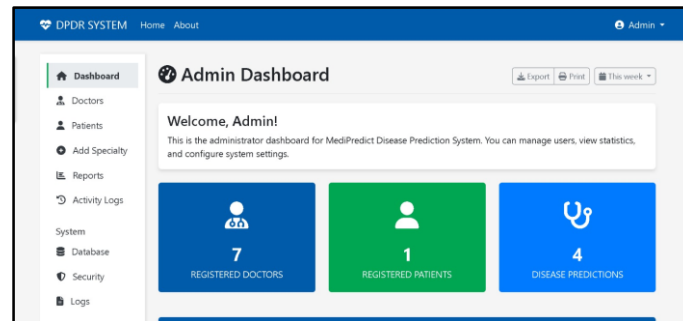 DPDR SYSTEM Home About Admin
Dashboard
Doctors
Patients
Add Specialty
Reports
Activity Logs
System
Database
Security
Logs
Admin Dashboard
Export Print This week
Welcome, Admin!
This is the administrator dashboard for MediPredict Disease Prediction System. You can manage users, view statistics,
and configure system settings.
7
REGISTERED DOCTORS
1
REGISTERED PATIENTS
4
DISEASE PREDICTIONS